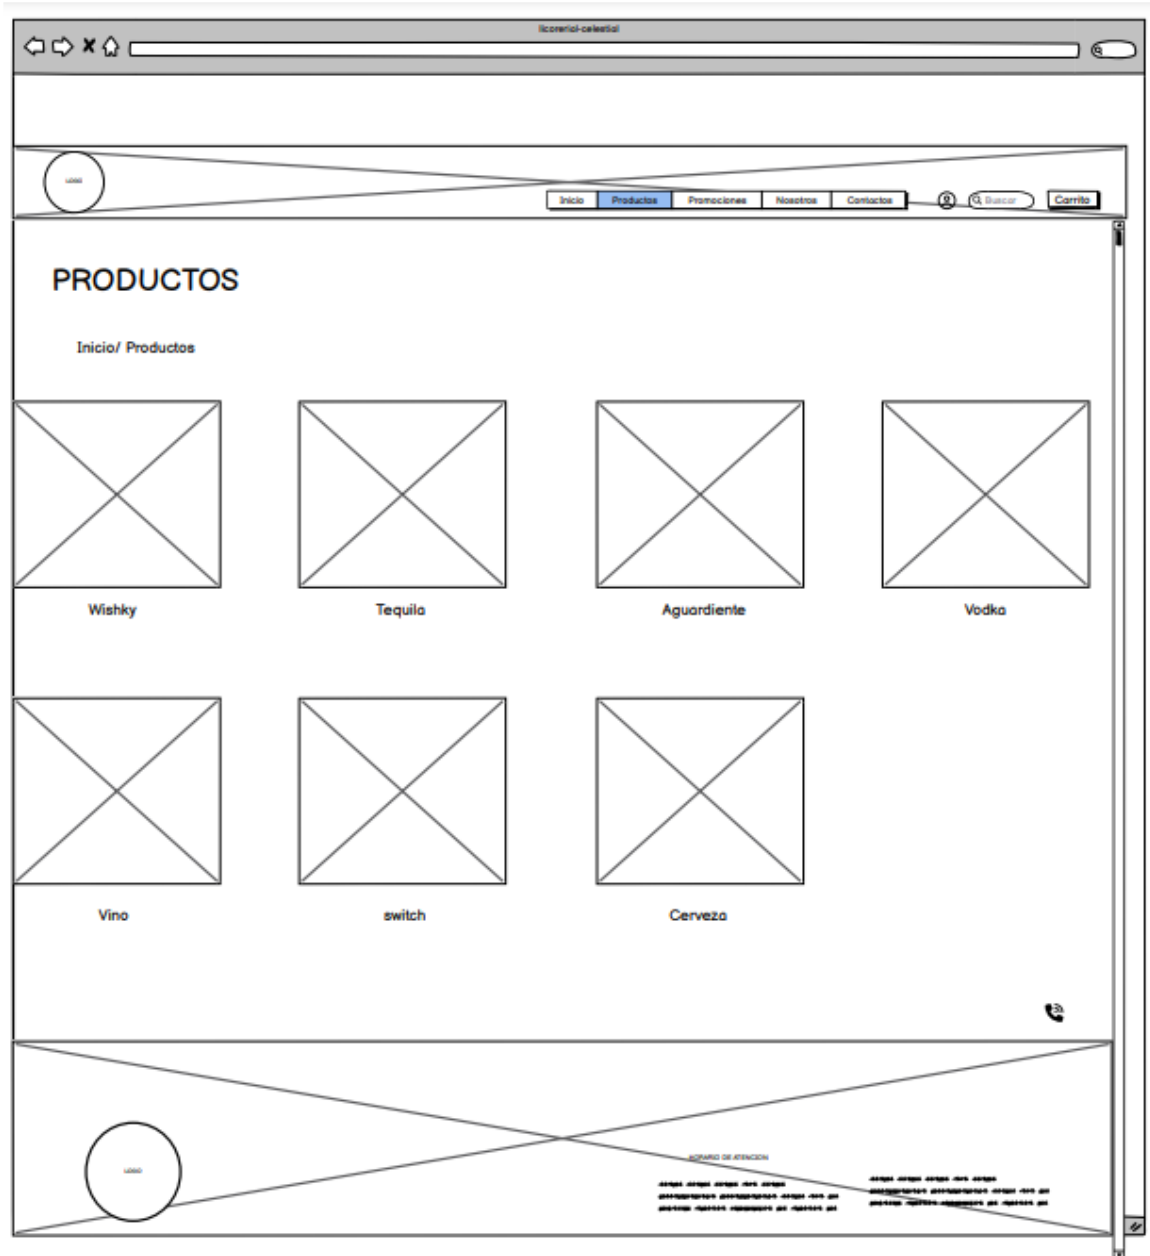 licorerial-celestial
LOGO
Inicio Productos Promociones Nosotros Contactos Buscar Carrito
PRODUCTOS
Inicio/ Productos
Wishky Tequila Aguardiente Vodka
Vino switch Cerveza
HORARIO DE ATENCION
LOGO